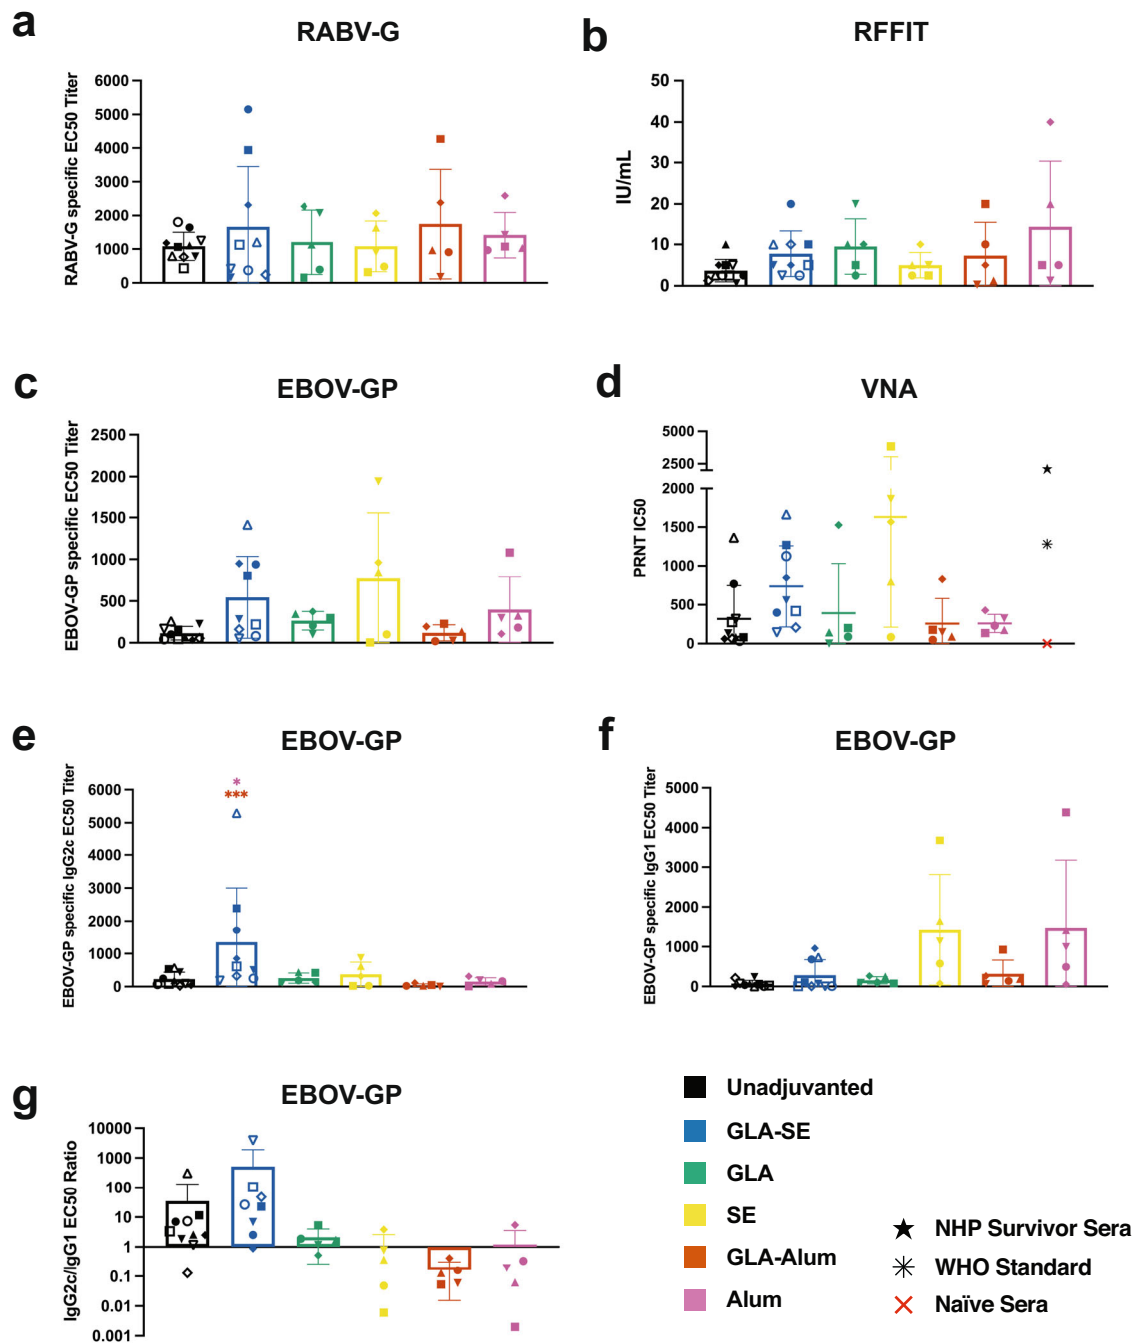 a
RABV-G
RABV-G specific EC50 Titer
6000
5000
4000
3000
2000
1000
0
b
RFFIT
IU/mL
50
40
30
20
10
0
c
EBOV-GP
EBOV-GP specific EC50 Titer
2500
2000
1500
1000
500
0
d
VNA
PRNT IC50
5000
2500
2000
1500
1000
500
0
e
EBOV-GP
EBOV-GP specific IgG2c EC50 Titer
6000
5000
4000
3000
2000
1000
0
*
***
f
EBOV-GP
EBOV-GP specific IgG1 EC50 Titer
5000
4000
3000
2000
1000
0
g
EBOV-GP
IgG2c/IgG1 EC50 Ratio
10000
1000
100
10
1
0.1
0.01
0.001
Unadjuvanted
GLA-SE
GLA
SE
GLA-Alum
Alum
NHP Survivor Sera
WHO Standard
Naïve Sera